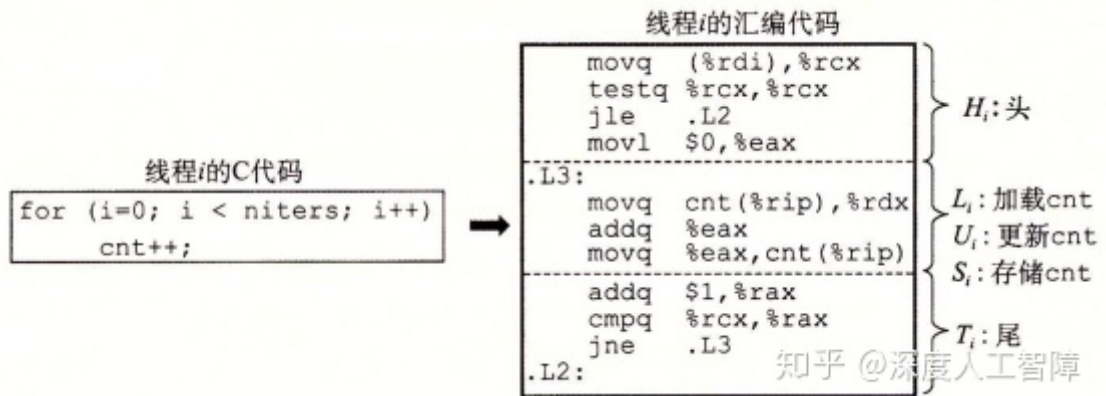 线程i的汇编代码
movq (%rdi),%rcx
testq %rcx,%rcx
jle .L2
movl $0,%eax
H_i:头
线程i的C代码
for (i=0; i < niters; i++)
cnt++;
.L3:
movq cnt(%rip),%rdx
addq %eax
movq %eax,cnt(%rip)
L_i:加载cnt
U_i:更新cnt
S_i:存储cnt
addq $1,%rax
cmpq %rcx,%rax
jne .L3
.L2:
T_i:尾
知乎 @深度人工智障